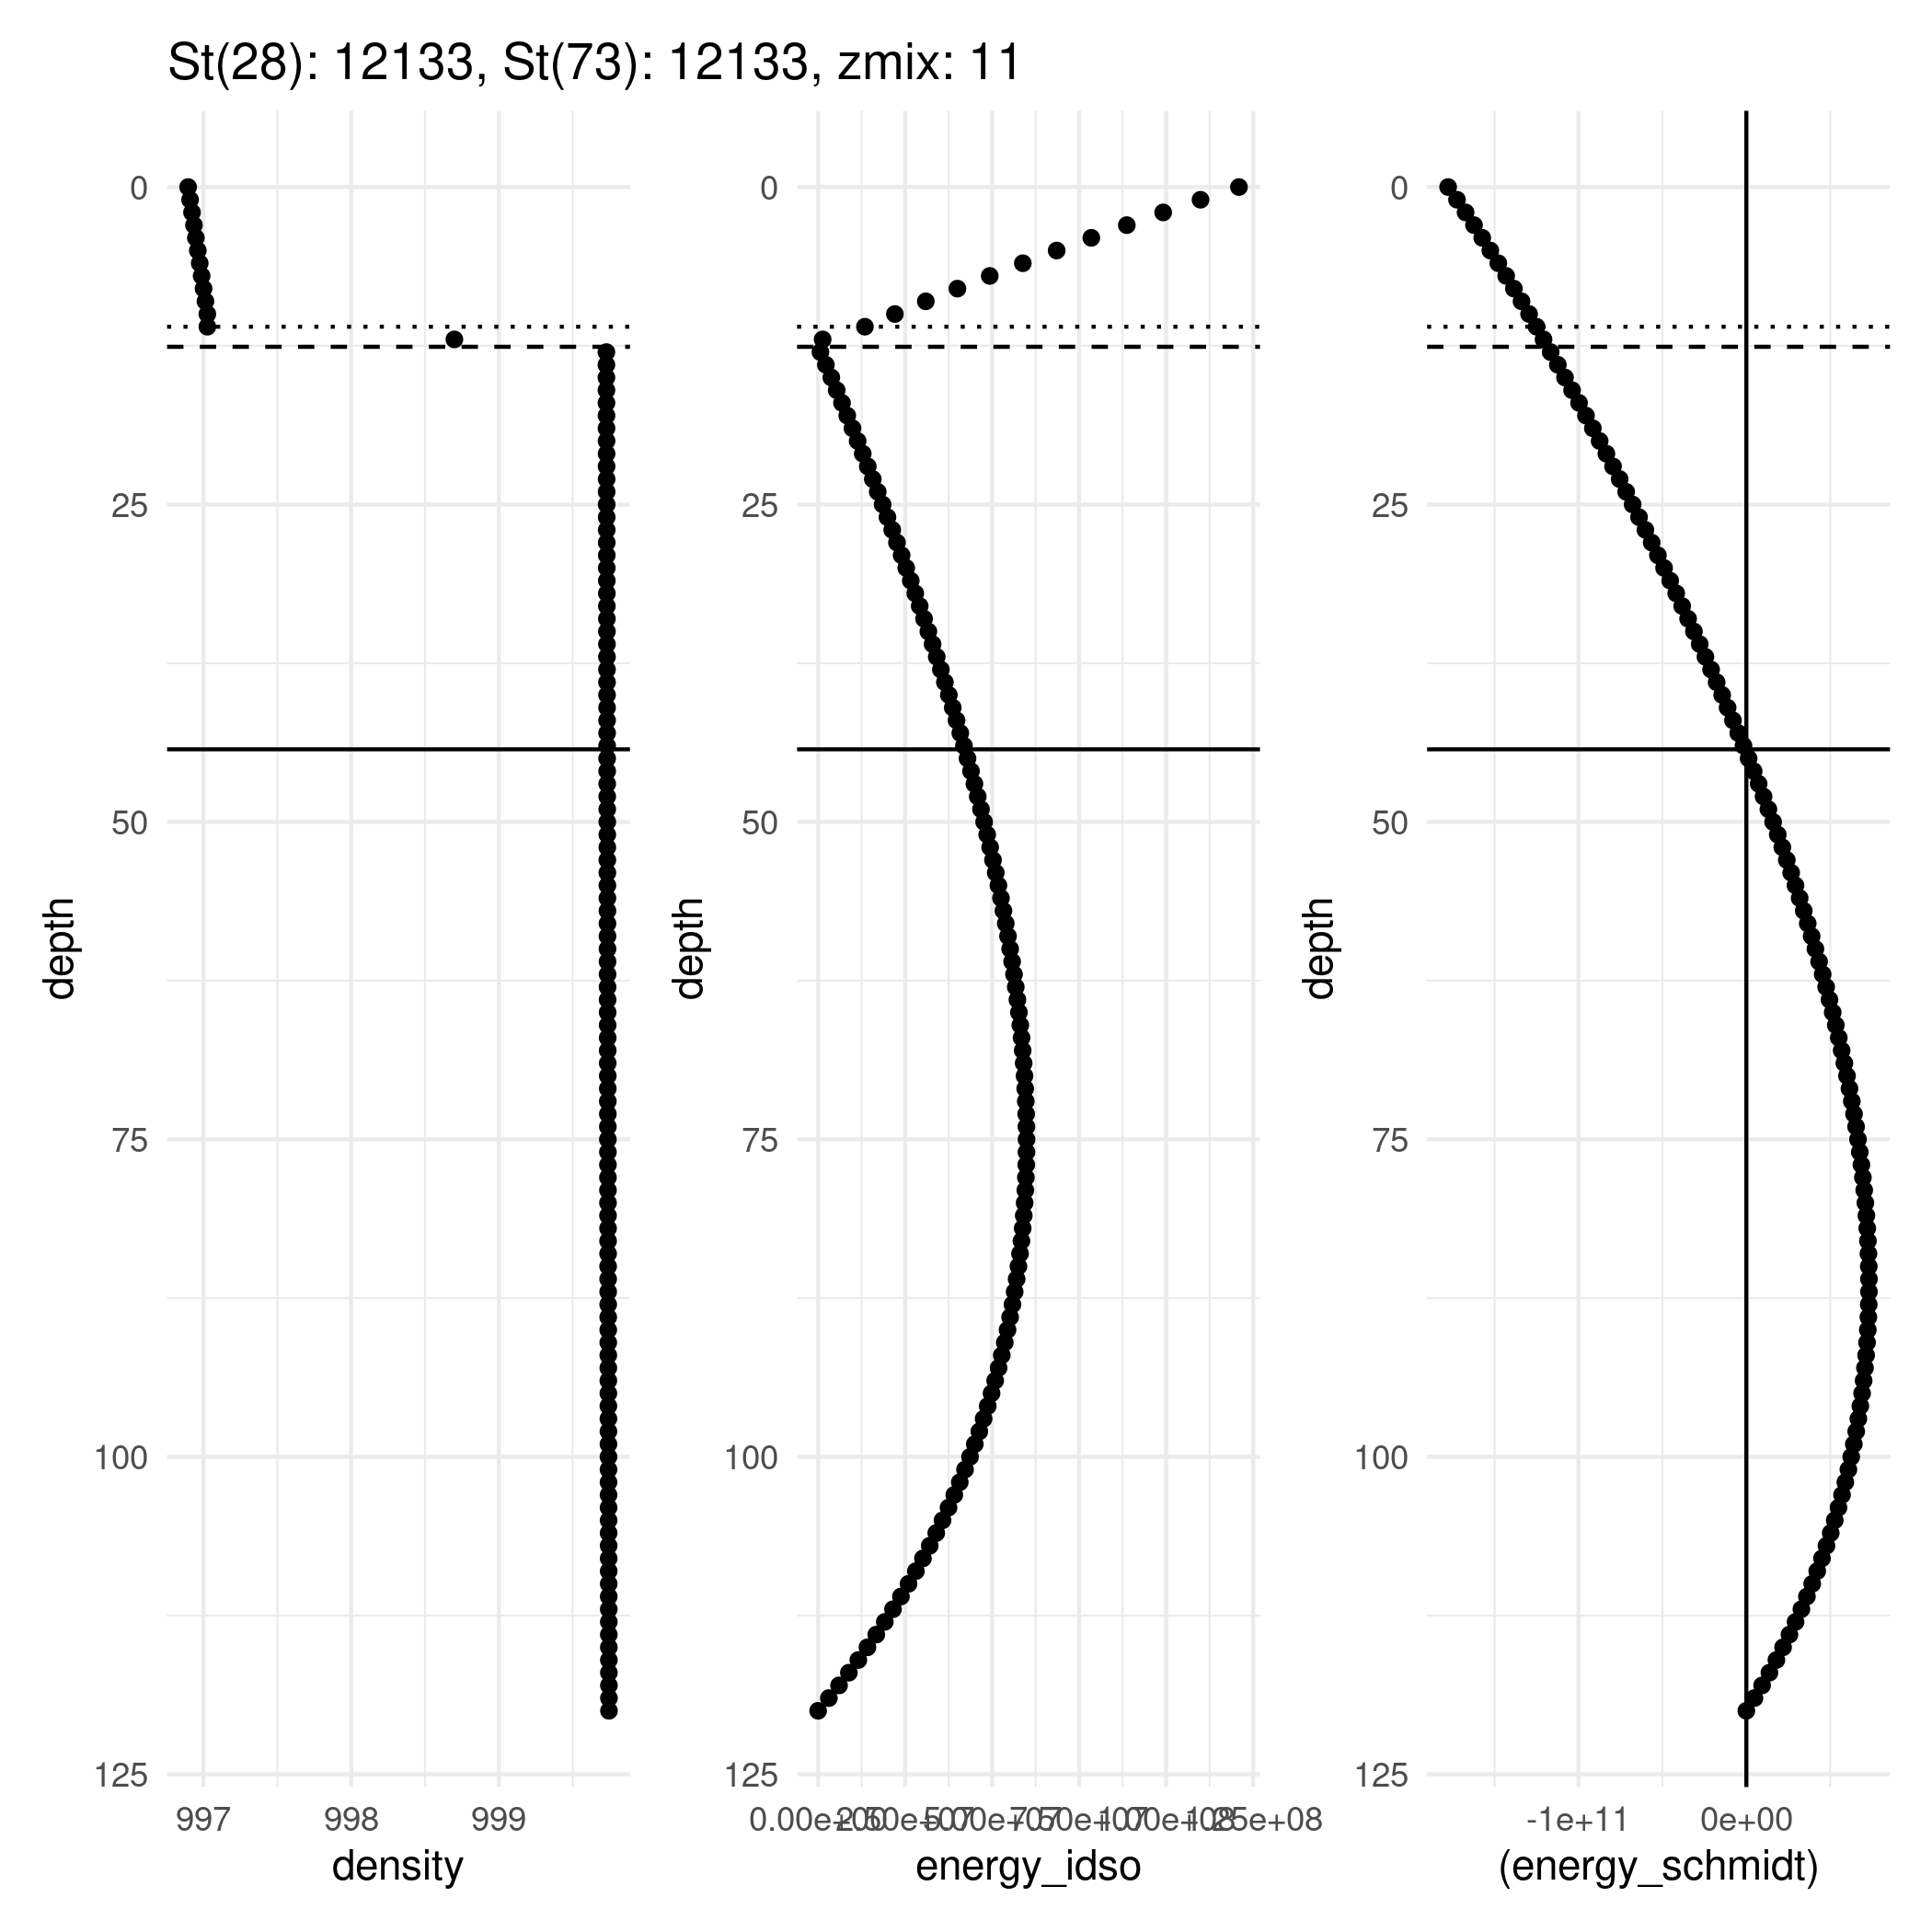 St(28): 12133, St(73): 12133, zmix: 11
0
25
50
75
100
125
depth
997 998 999
density
0
25
50
75
100
125
depth
0.00e+00 2.50e+07 5.00e+07 7.50e+07 1.00e+08 1.25e+08
energy_idso
0
25
50
75
100
125
depth
-1e+11 0e+00
(energy_schmidt)